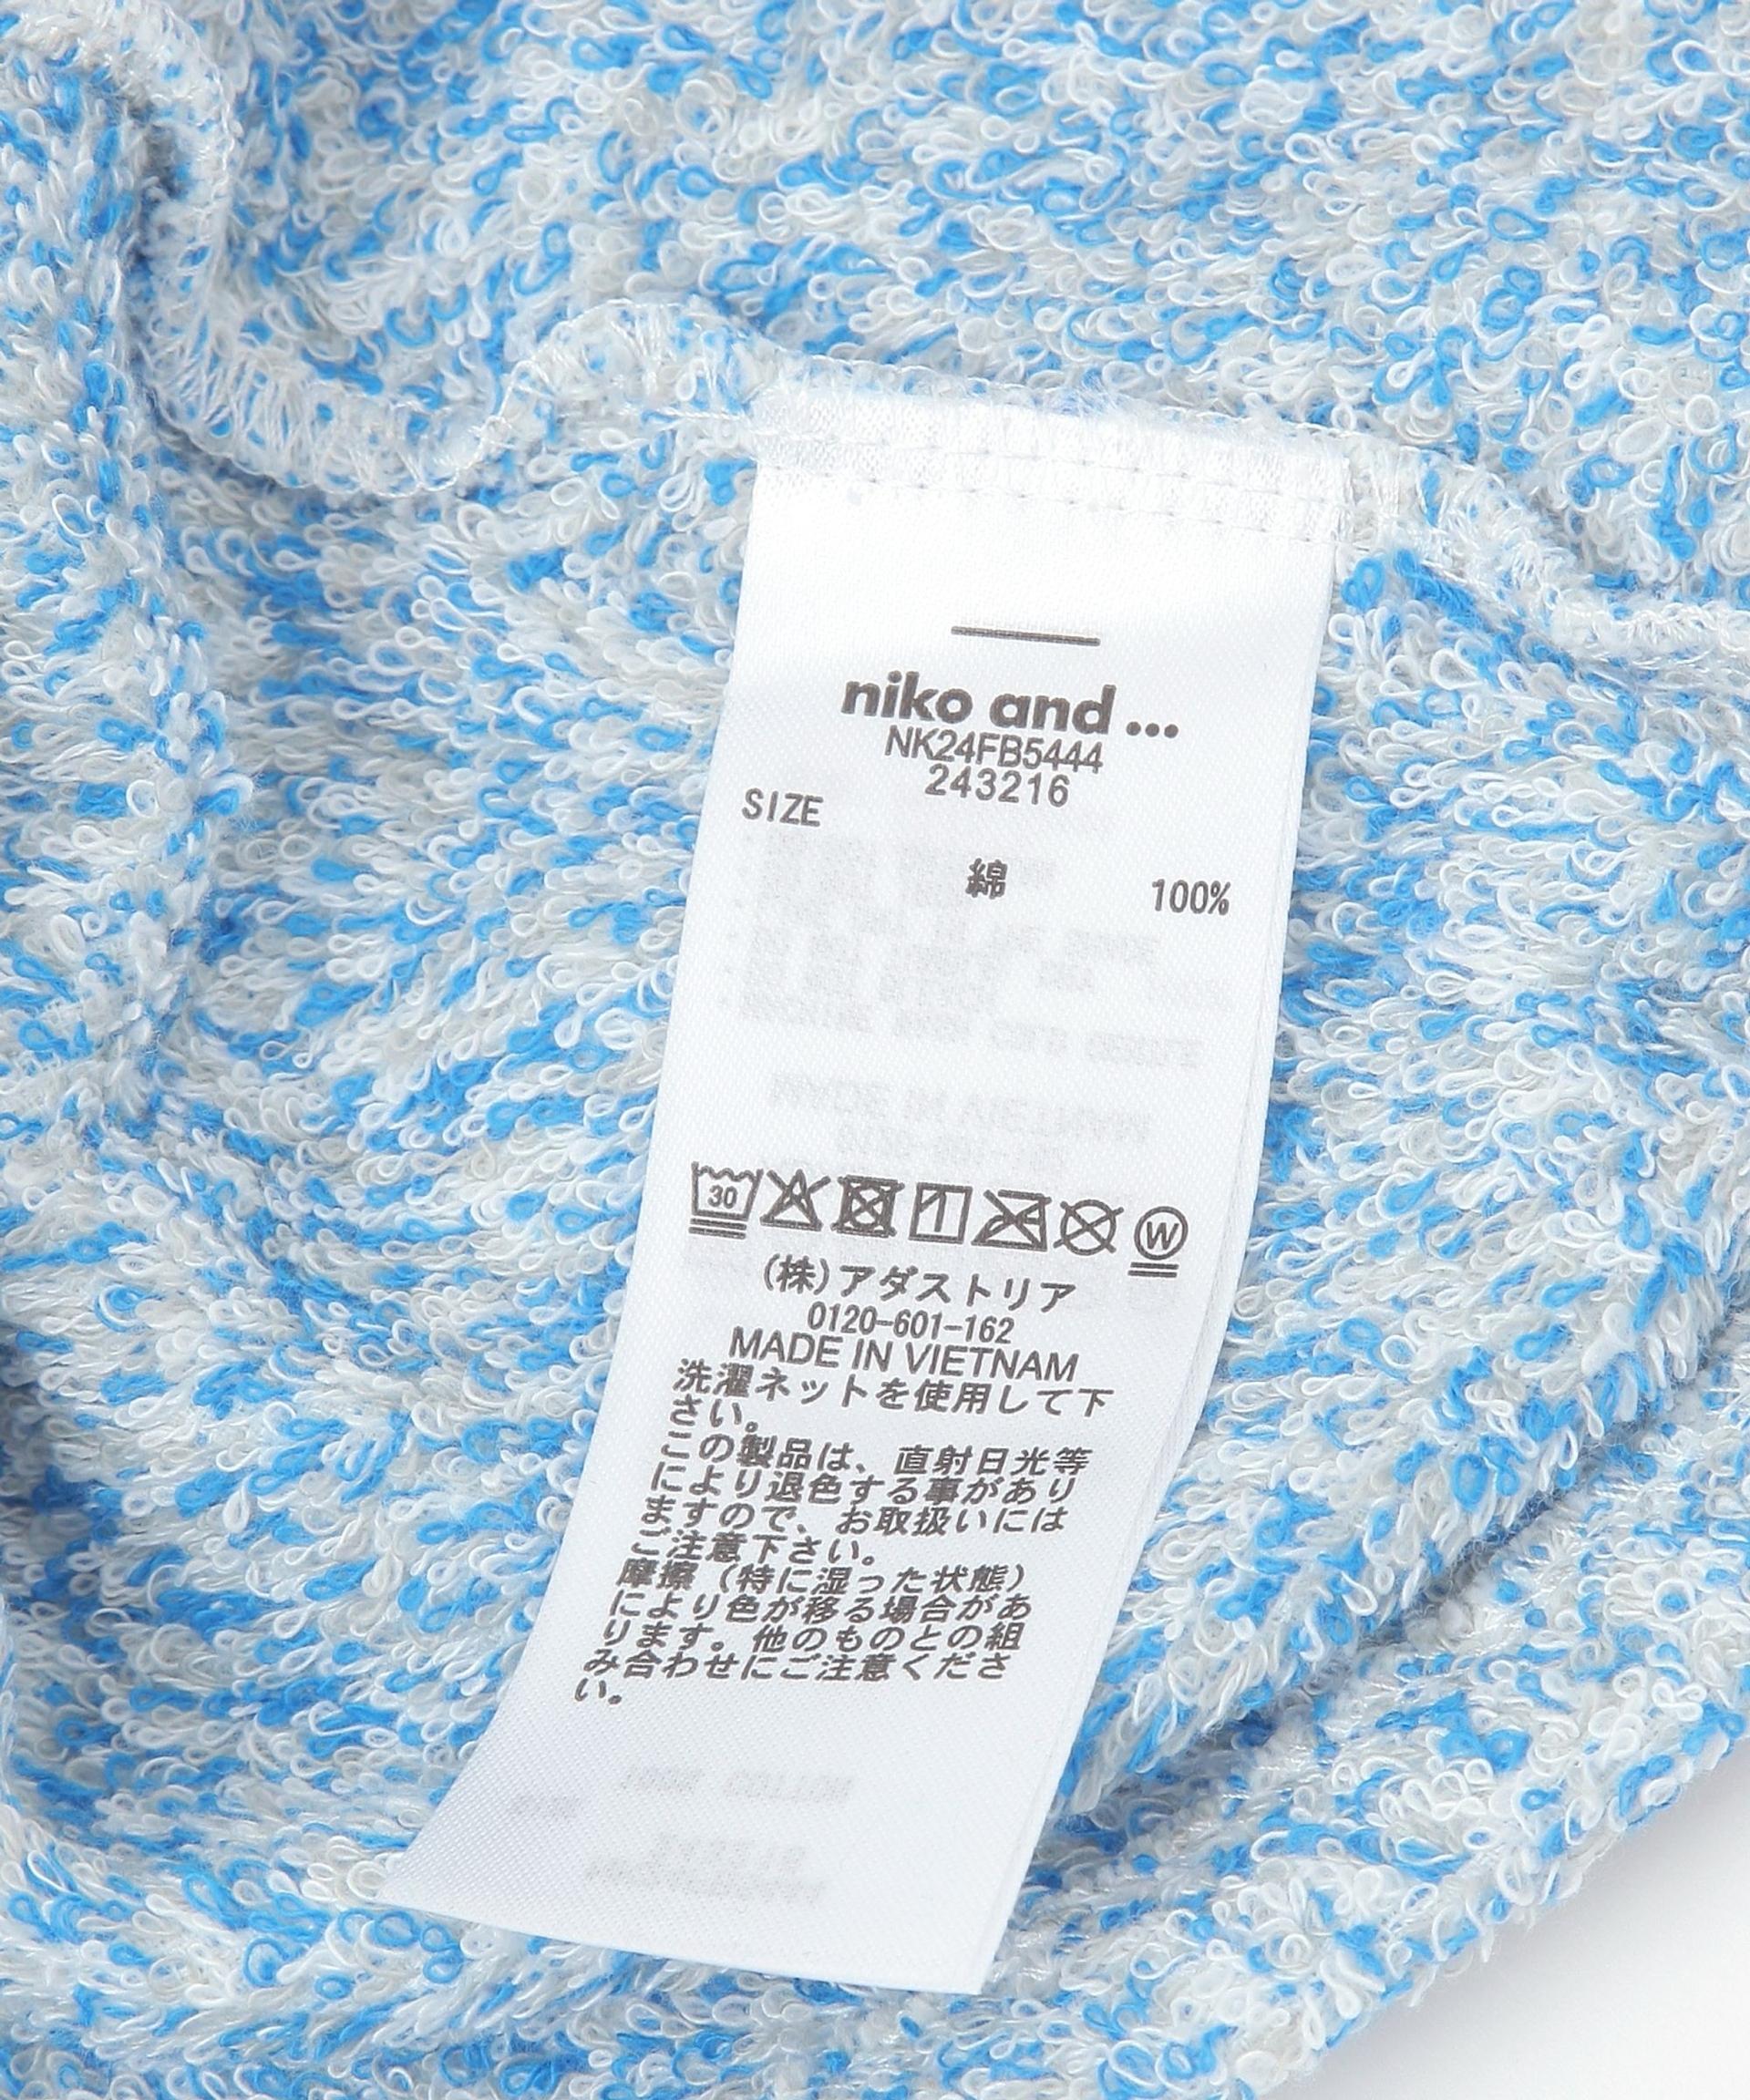 niko and ...
NK24FB5444
243216
SIZE
綿 100%
30
W
(株)アダストリア
0120-601-162
MADE IN VIETNAM
洗濯ネットを使用して下
さい。
この製品は、直射日光等
により退色する事があり
ますので、お取扱いには
ご注意下さい。
摩擦(特に湿った状態)
により色が移る場合があ
ります。他のものとの組
み合わせにご注意くださ
い。